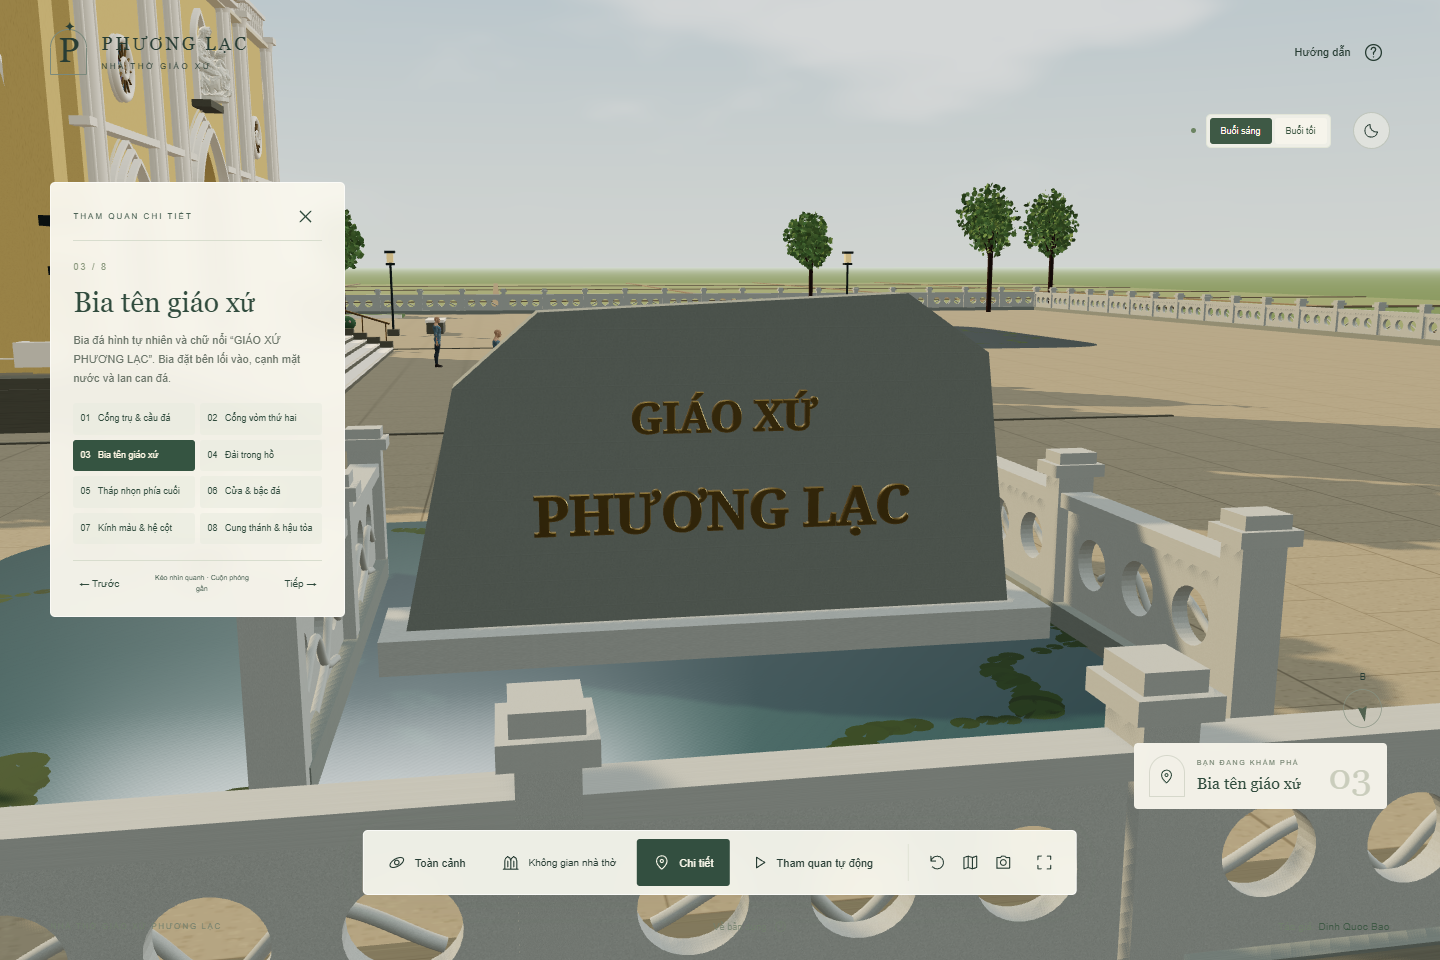 P
PHƯƠNG LẠC
NHÀ THỜ GIÁO XỨ
Hướng dẫn
Buổi sáng
Buổi tối
THAM QUAN CHI TIẾT
03 / 8
Bia tên giáo xứ
Bia đá hình tự nhiên và chữ nổi “GIÁO XỨ
PHƯƠNG LẠC”. Bia đặt bên lối vào, cạnh mặt
nước và lan can đá.
01 Cổng trụ & cầu đá
02 Cổng vòm thứ hai
03 Bia tên giáo xứ
04 Đài trong hồ
05 Tháp nhọn phía cuối
06 Cửa & bậc đá
07 Kính màu & hệ cột
08 Cung thánh & hậu tỏa
← Trước
Kéo nhìn quanh · Cuộn phóng
gần
Tiếp →
GIÁO XỨ
PHƯƠNG LẠC
B
BẠN ĐANG KHÁM PHÁ
Bia tên giáo xứ
03
Toàn cảnh
Không gian nhà thờ
Chi tiết
Tham quan tự động
PHƯƠNG LẠC
Dinh Quoc Bao